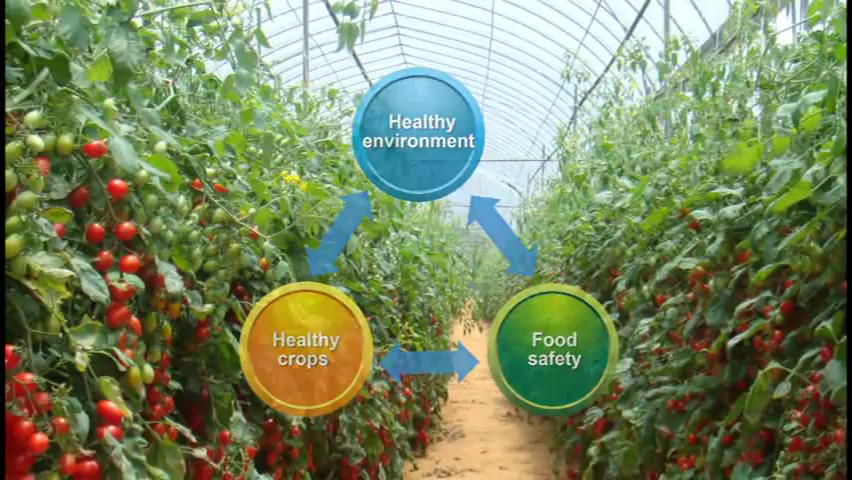 Healthy
environment
Healthy
crops
Food
safety